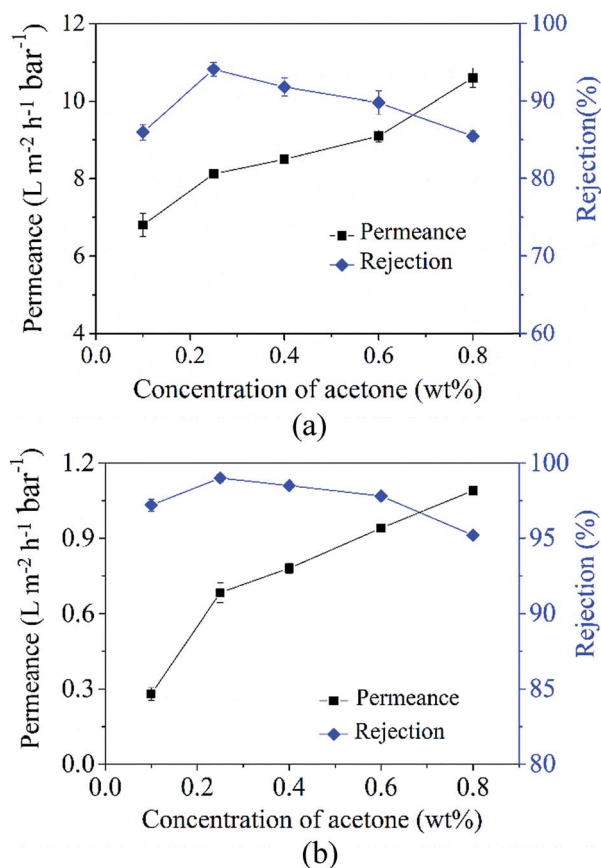 12
10
8
6
4
Permeance (L m⁻² h⁻¹ bar⁻¹)
100
90
80
70
60
Rejection(%)
Permeance
Rejection
0.0 0.2 0.4 0.6 0.8
Concentration of acetone (wt%)
(a)
1.2
0.9
0.6
0.3
0.0
Permeance (L m⁻² h⁻¹ bar⁻¹)
100
95
90
85
80
Rejection (%)
Permeance
Rejection
0.0 0.2 0.4 0.6 0.8
Concentration of acetone (wt%)
(b)